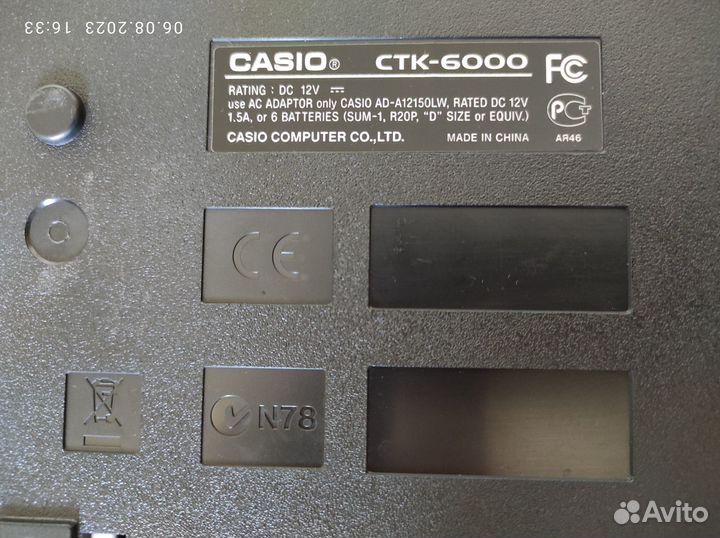 06.08.2023 16:33
CASIO® CTK-6000 FC
RATING : DC 12V
use AC ADAPTOR only CASIO AD-A12150LW, RATED DC 12V
1.5A, or 6 BATTERIES (SUM-1, R20P, "D" SIZE or EQUIV.)
CASIO COMPUTER CO.,LTD. MADE IN CHINA
PCT
АЯ46
CE
N78
Avito